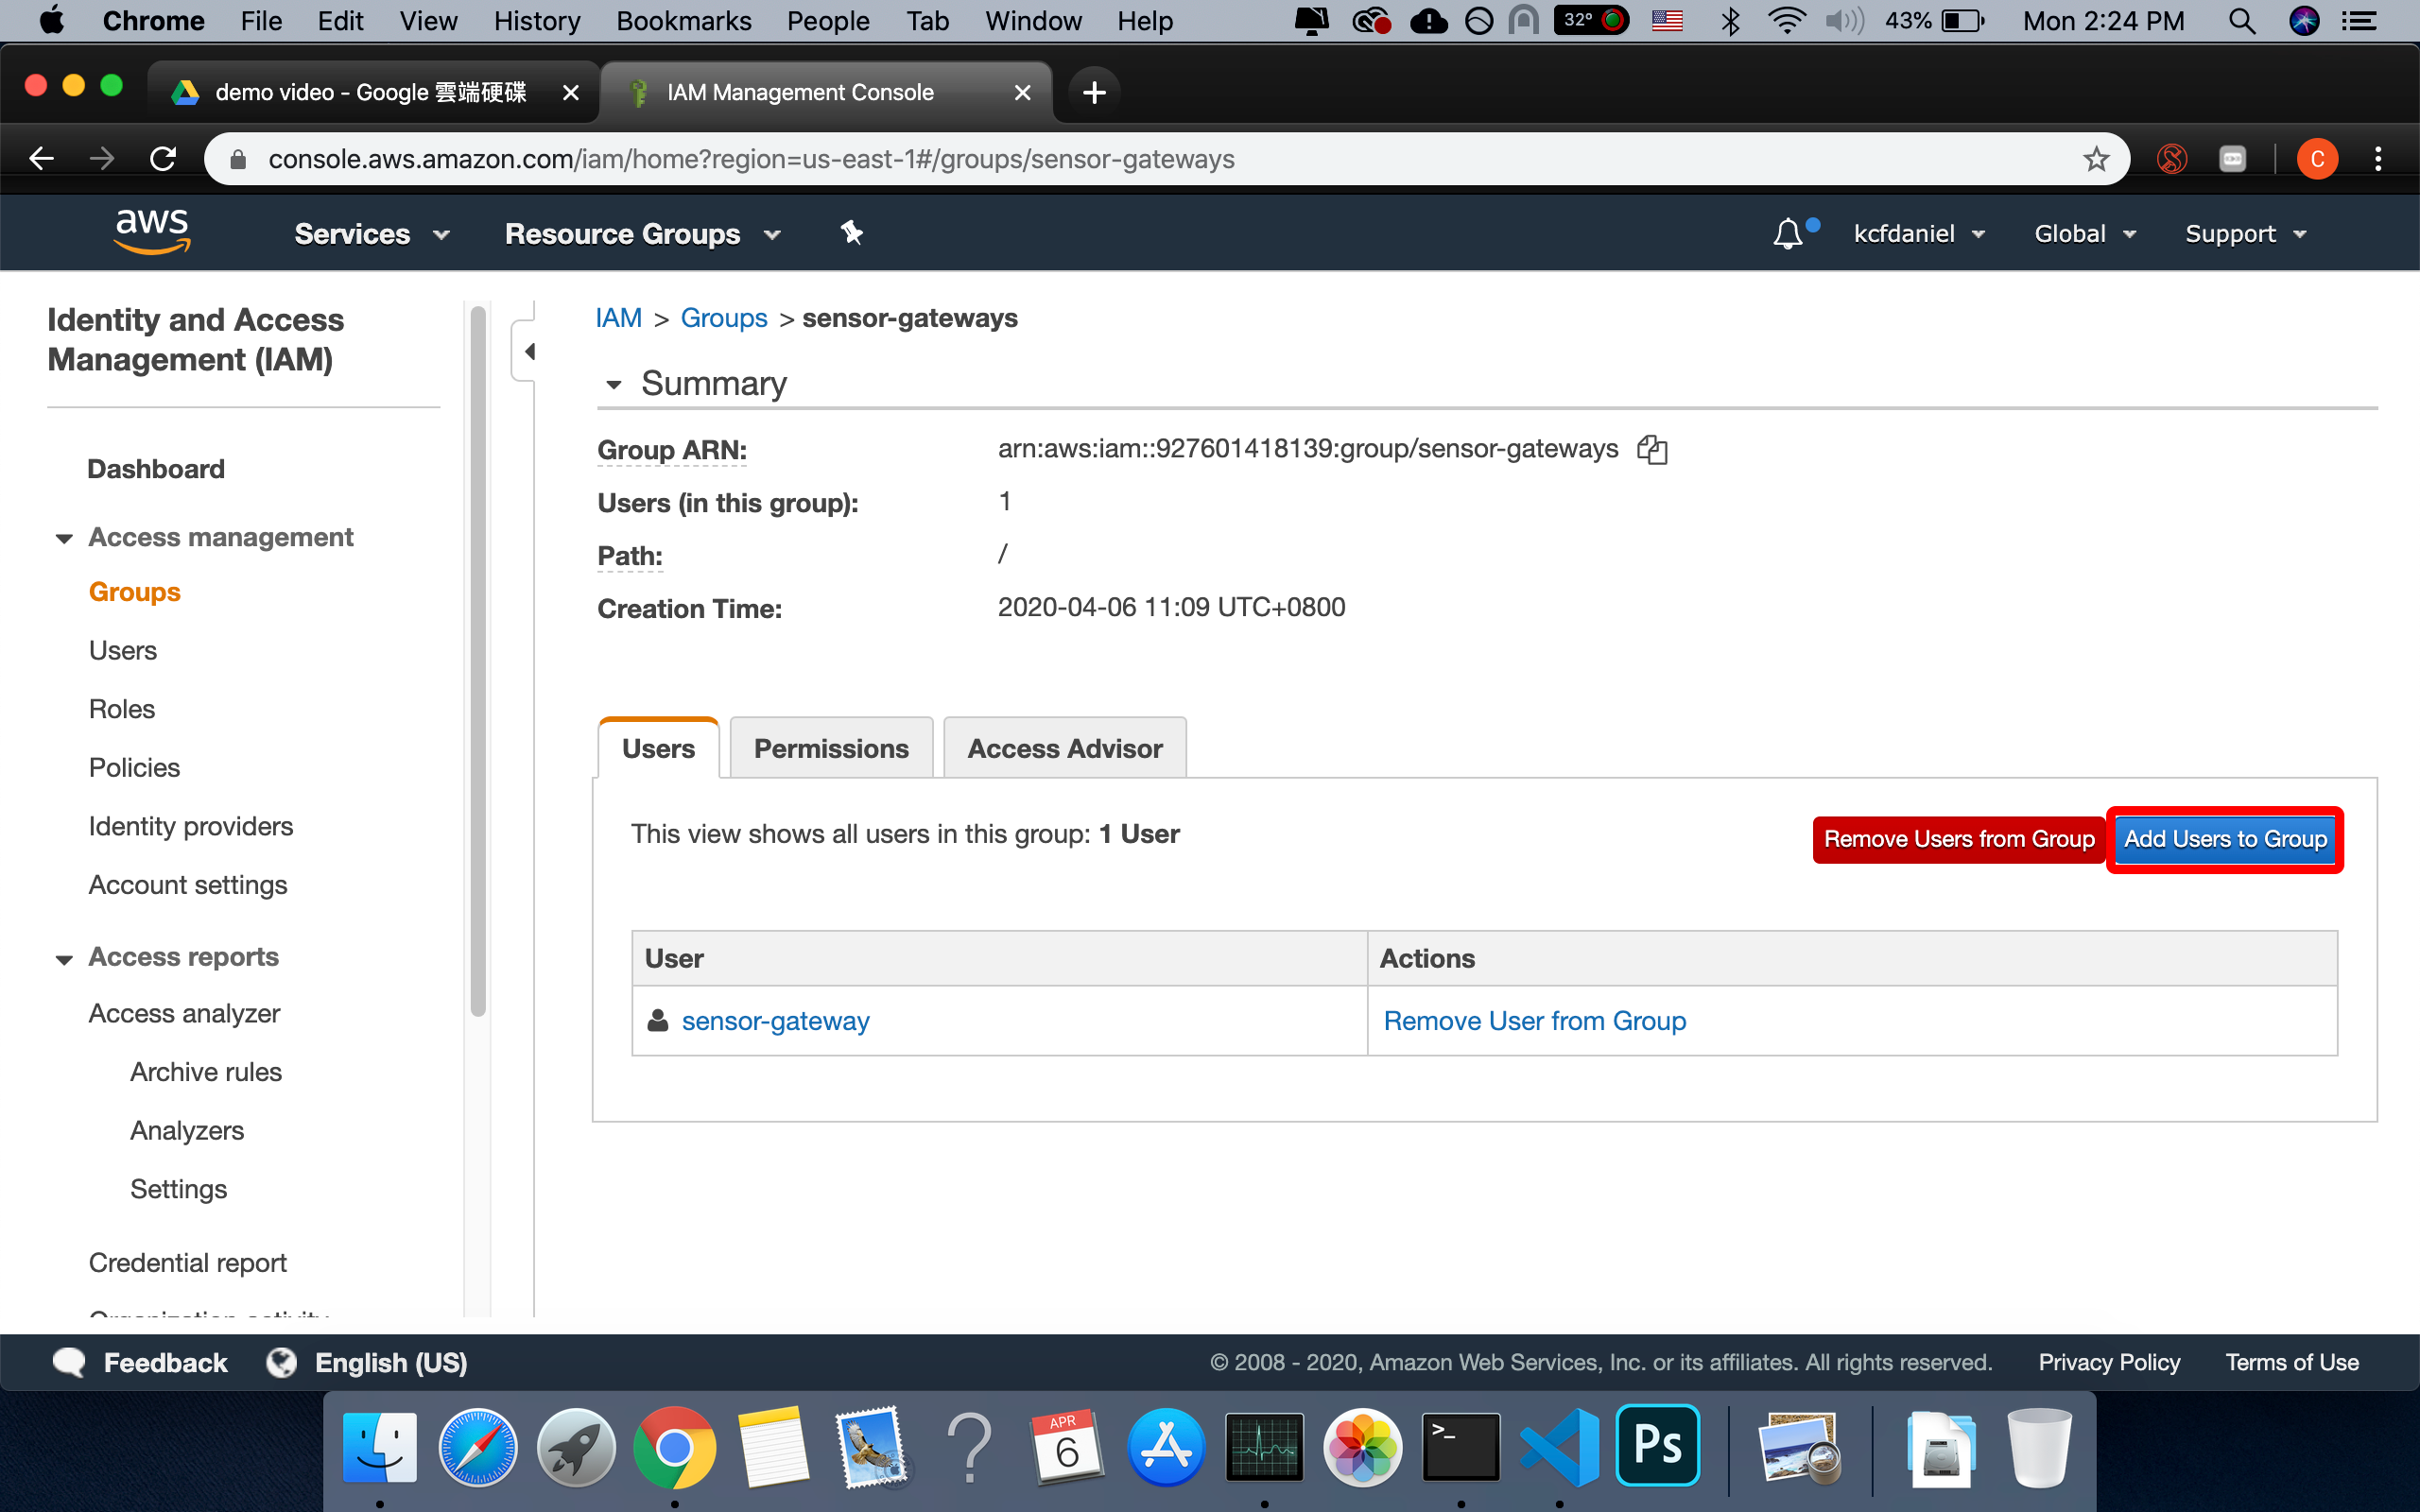 Chrome File Edit View History Bookmarks People Tab Window Help 32° 43% Mon 2:24 PM
demo video - Google 雲端硬碟 IAM Management Console
console.aws.amazon.com/iam/home?region=us-east-1#/groups/sensor-gateways C
aws Services Resource Groups kcfdaniel Global Support
Identity and Access
Management (IAM)
Dashboard
Access management
Groups
Users
Roles
Policies
Identity providers
Account settings
Access reports
Access analyzer
Archive rules
Analyzers
Settings
Credential report
Organization activity
IAM > Groups > sensor-gateways
Summary
Group ARN: arn:aws:iam::927601418139:group/sensor-gateways
Users (in this group): 1
Path: /
Creation Time: 2020-04-06 11:09 UTC+0800
Users Permissions Access Advisor
This view shows all users in this group: 1 User
Remove Users from Group Add Users to Group
User Actions
sensor-gateway Remove User from Group
Feedback English (US) © 2008 - 2020, Amazon Web Services, Inc. or its affiliates. All rights reserved. Privacy Policy Terms of Use
APR
6
>_
Ps